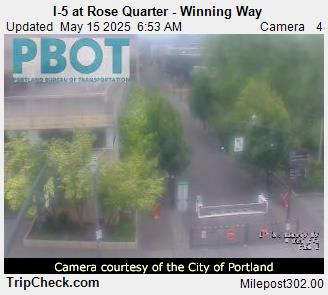 I-5 at Rose Quarter - Winning Way
Updated May 15 2025 6:53 AM Camera 4
PBOT
PORTLAND BUREAU OF TRANSPORTATION
Camera courtesy of the City of Portland
TripCheck.com Milepost302.00